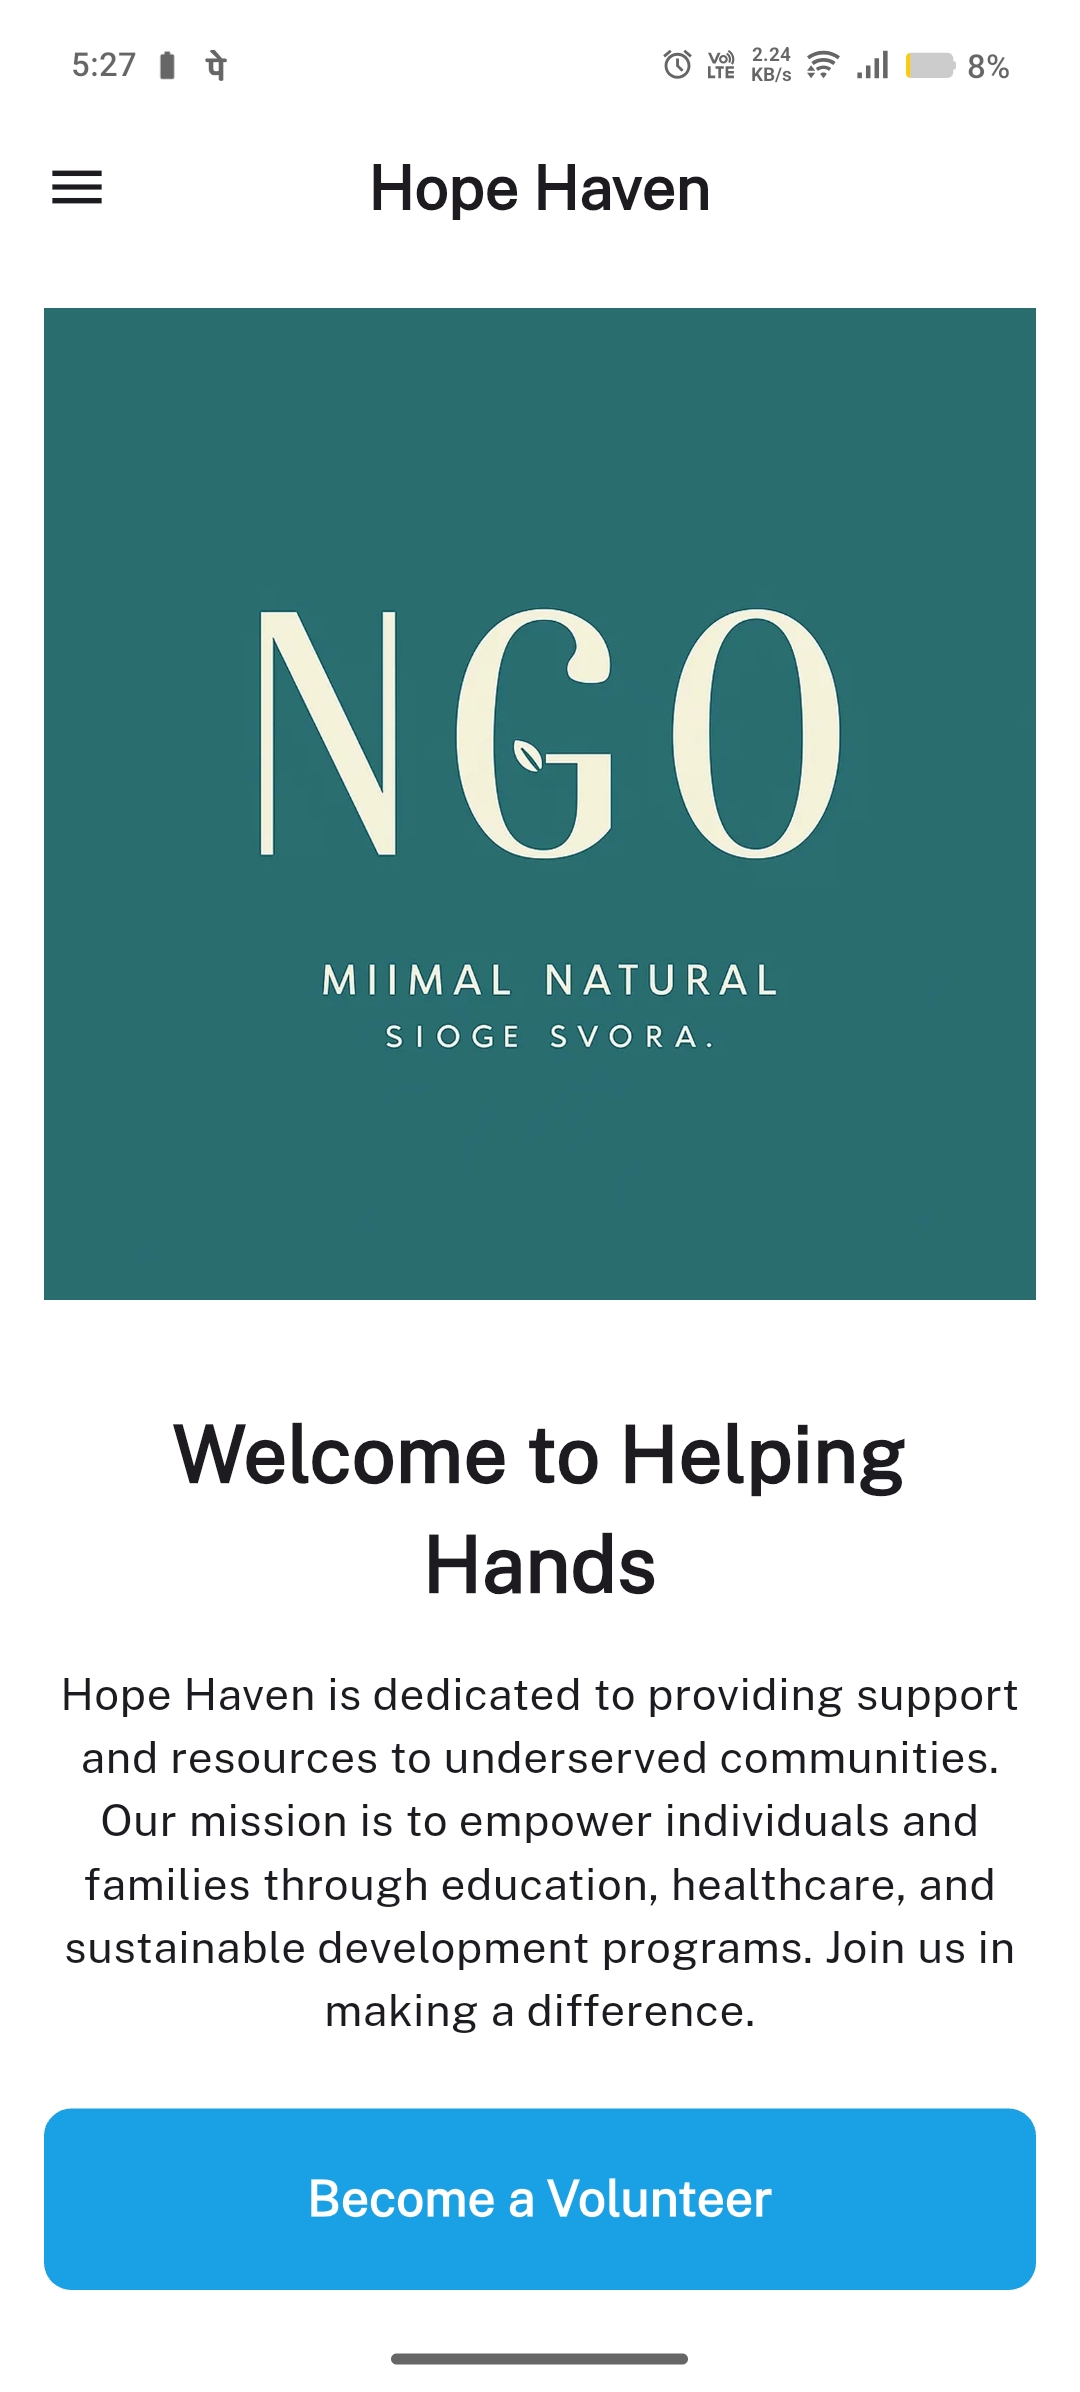 5:27 पे VoLTE 2.24 KB/s 8%
Hope Haven
NGO
MIIMAL NATURAL
SIOGE SVORA.
Welcome to Helping
Hands
Hope Haven is dedicated to providing support
and resources to underserved communities.
Our mission is to empower individuals and
families through education, healthcare, and
sustainable development programs. Join us in
making a difference.
Become a Volunteer